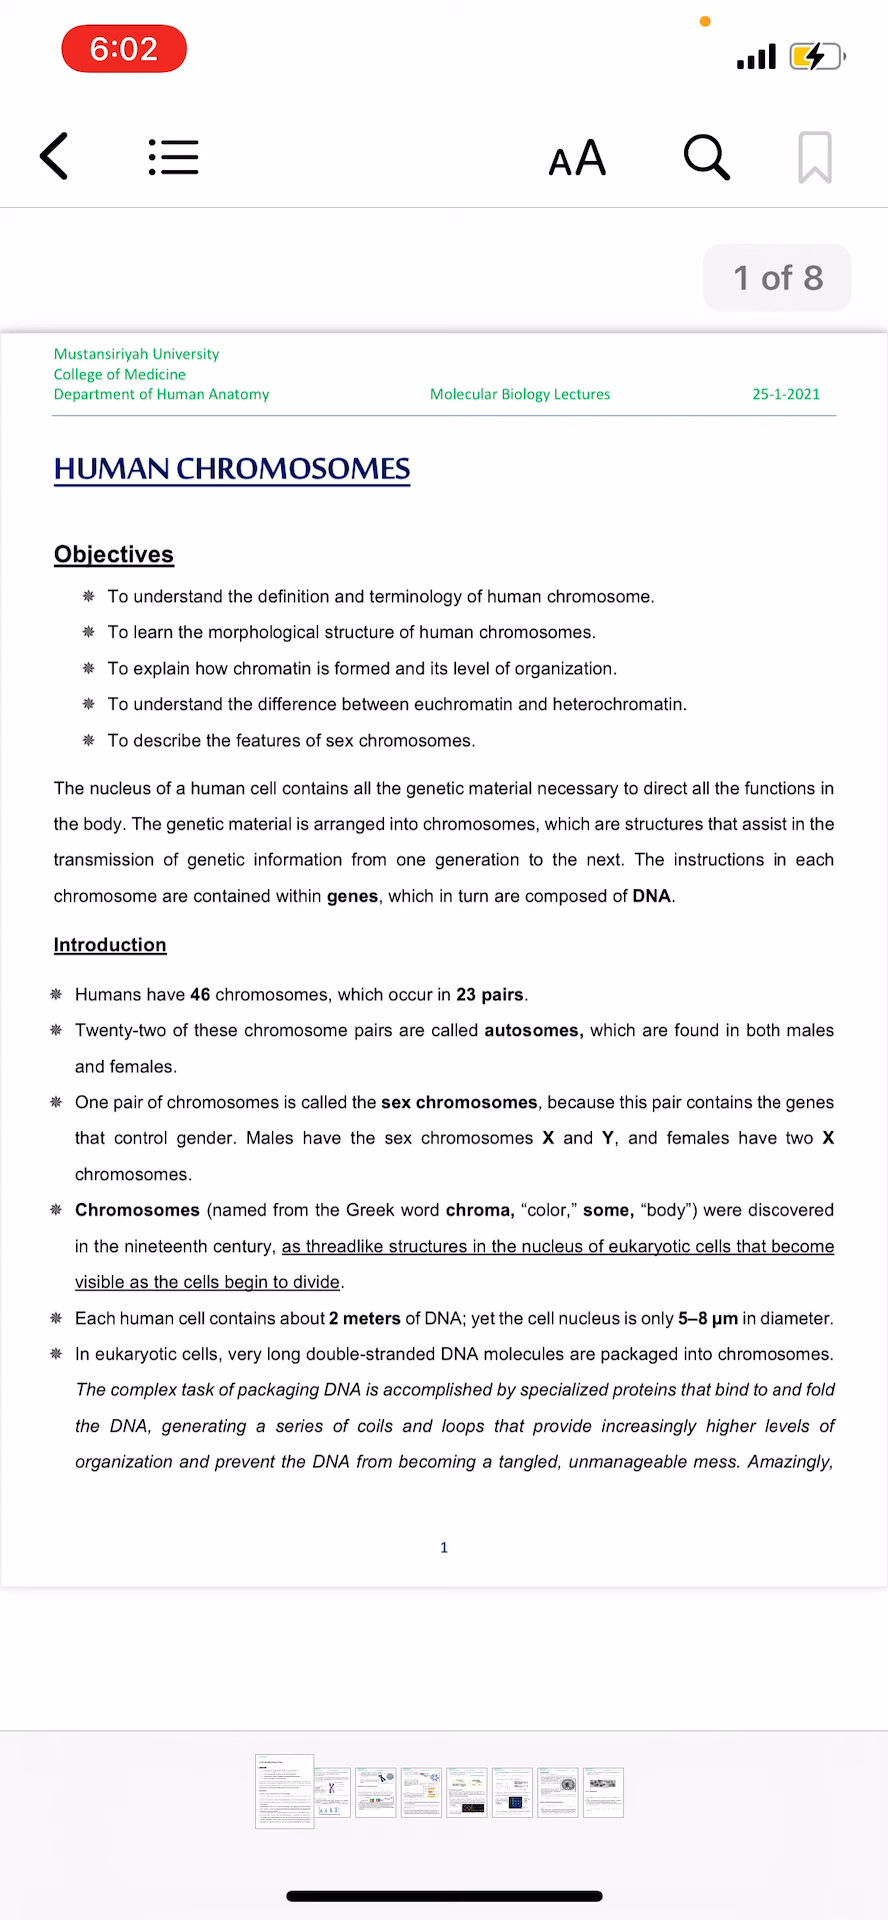 6:02
AA
1 of 8
Mustansiriyah University
College of Medicine
Department of Human Anatomy Molecular Biology Lectures 25-1-2021
HUMAN CHROMOSOMES
Objectives
To understand the definition and terminology of human chromosome.
To learn the morphological structure of human chromosomes.
To explain how chromatin is formed and its level of organization.
To understand the difference between euchromatin and heterochromatin.
To describe the features of sex chromosomes.
The nucleus of a human cell contains all the genetic material necessary to direct all the functions in
the body. The genetic material is arranged into chromosomes, which are structures that assist in the
transmission of genetic information from one generation to the next. The instructions in each
chromosome are contained within genes, which in turn are composed of DNA.
Introduction
Humans have 46 chromosomes, which occur in 23 pairs.
Twenty-two of these chromosome pairs are called autosomes, which are found in both males
and females.
One pair of chromosomes is called the sex chromosomes, because this pair contains the genes
that control gender. Males have the sex chromosomes X and Y, and females have two X
chromosomes.
Chromosomes (named from the Greek word chroma, “color,” some, “body”) were discovered
in the nineteenth century, as threadlike structures in the nucleus of eukaryotic cells that become
visible as the cells begin to divide.
Each human cell contains about 2 meters of DNA; yet the cell nucleus is only 5–8 µm in diameter.
In eukaryotic cells, very long double-stranded DNA molecules are packaged into chromosomes.
The complex task of packaging DNA is accomplished by specialized proteins that bind to and fold
the DNA, generating a series of coils and loops that provide increasingly higher levels of
organization and prevent the DNA from becoming a tangled, unmanageable mess. Amazingly,
1